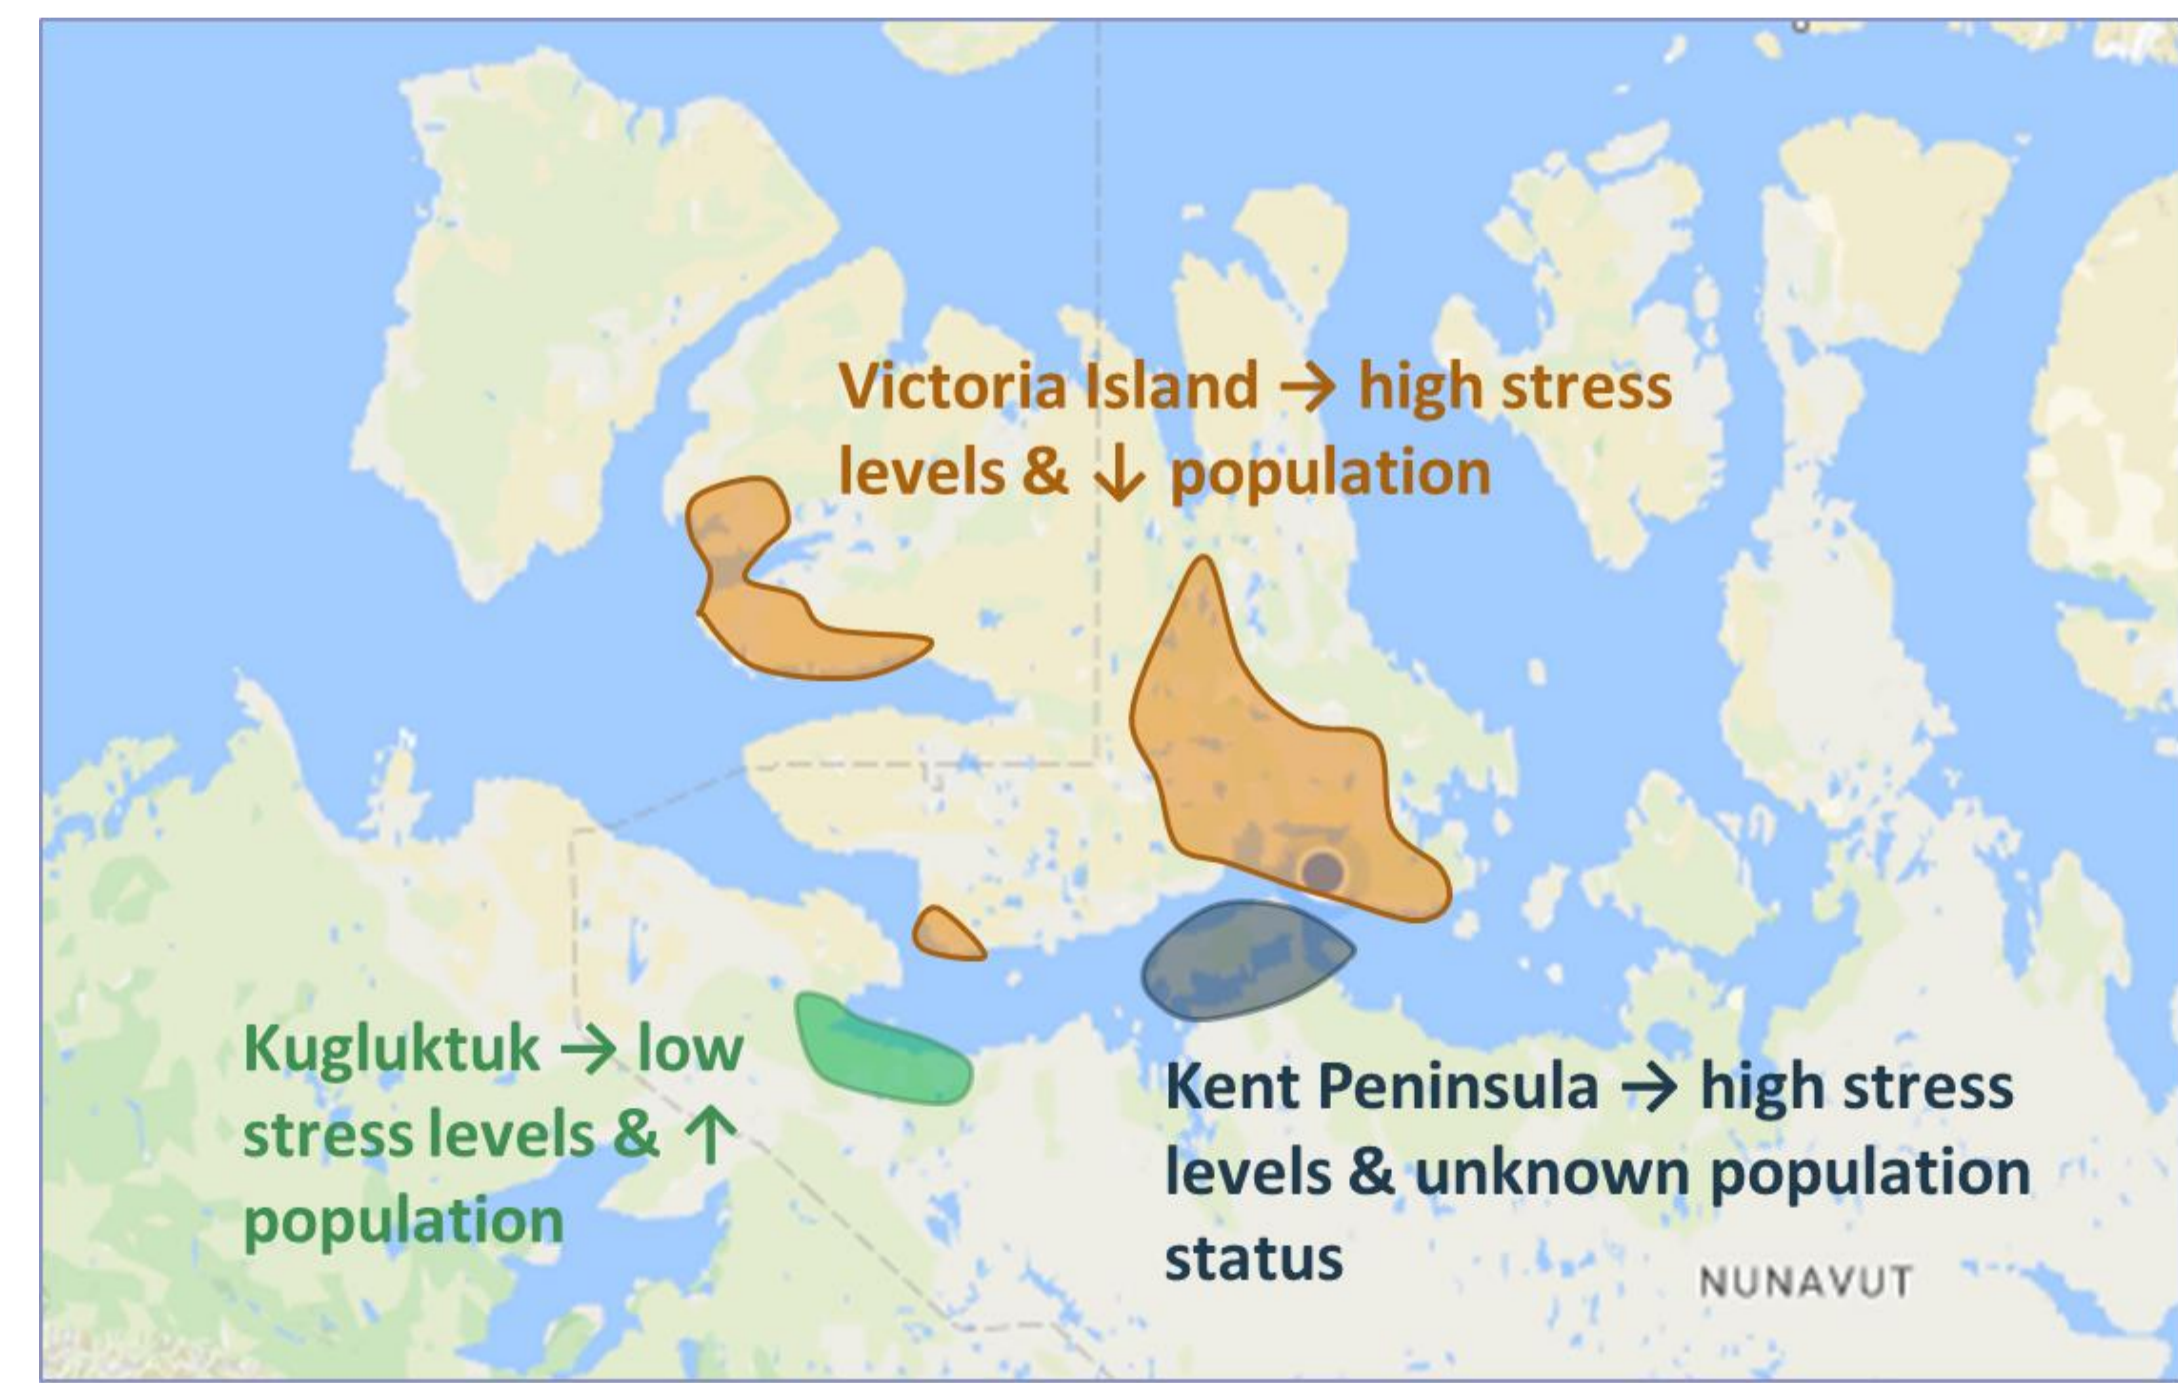 Victoria Island → high stress
levels & ↓ population
Kugluktuk → low
stress levels & ↑
population
Kent Peninsula → high stress
levels & unknown population
status
NUNAVUT